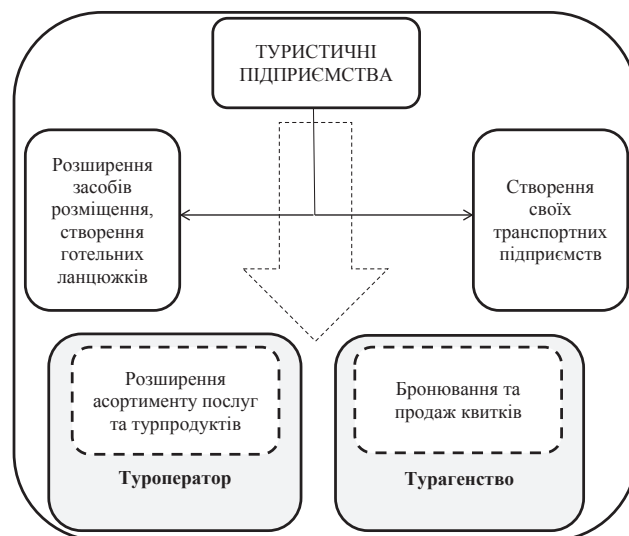 ТУРИСТИЧНІ
ПІДПРИЄМСТВА
Розширення
засобів
розміщення,
створення
готельних
ланцюжків
Створення
своїх
транспортних
підприємств
Розширення
асортименту послуг
та турпродуктів
Туроператор
Бронювання та
продаж квитків
Турагенство